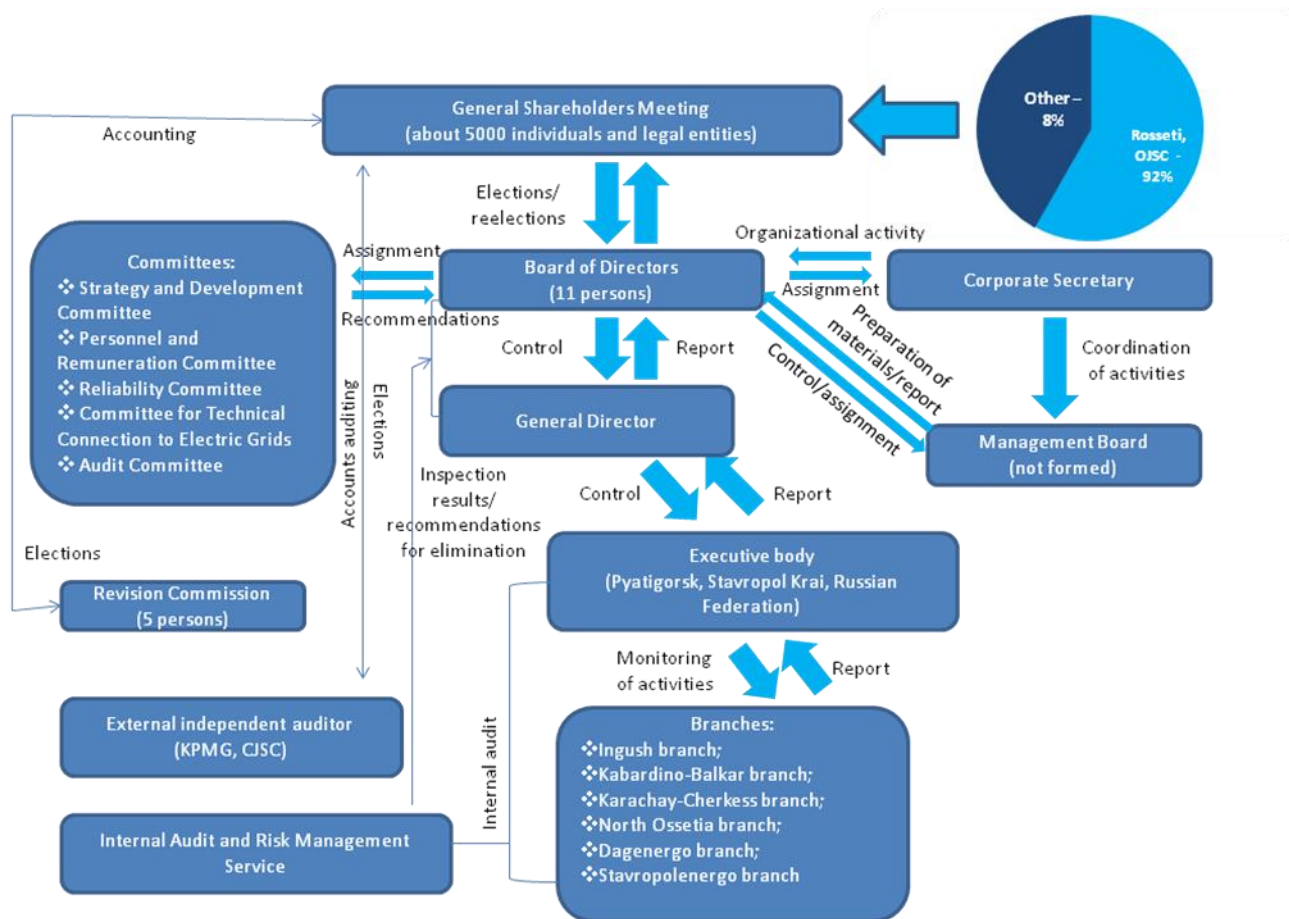 Other –
8%
Rosseti,
OJSC -
92%
General Shareholders Meeting
(about 5000 individuals and legal entities)
Accounting
Elections/
reelections
Organizational activity
Assignment
Committees:
❖ Strategy and Development
Committee
❖ Personnel and
Remuneration Committee
❖ Reliability Committee
❖ Committee for Technical
Connection to Electric Grids
❖ Audit Committee
Assignment
Recommendations
Board of Directors
(11 persons)
Corporate Secretary
Control
Report
Preparation of
materials/report
Control/assignment
Coordination
of activities
General Director
Management Board
(not formed)
Accounts auditing
Elections
Inspection
results/
recommendations
for elimination
Control
Report
Elections
Revision Commission
(5 persons)
Executive body
(Pyatigorsk, Stavropol Krai, Russian
Federation)
Monitoring
of activities
Report
External independent auditor
(KPMG, CJSC)
Internal audit
Internal Audit and Risk Management
Service
Branches:
❖Ingush branch;
❖Kabardino-Balkar branch;
❖Karachay-Cherkess branch;
❖North Ossetia branch;
❖Dagenergo branch;
❖Stavropolenergo branch